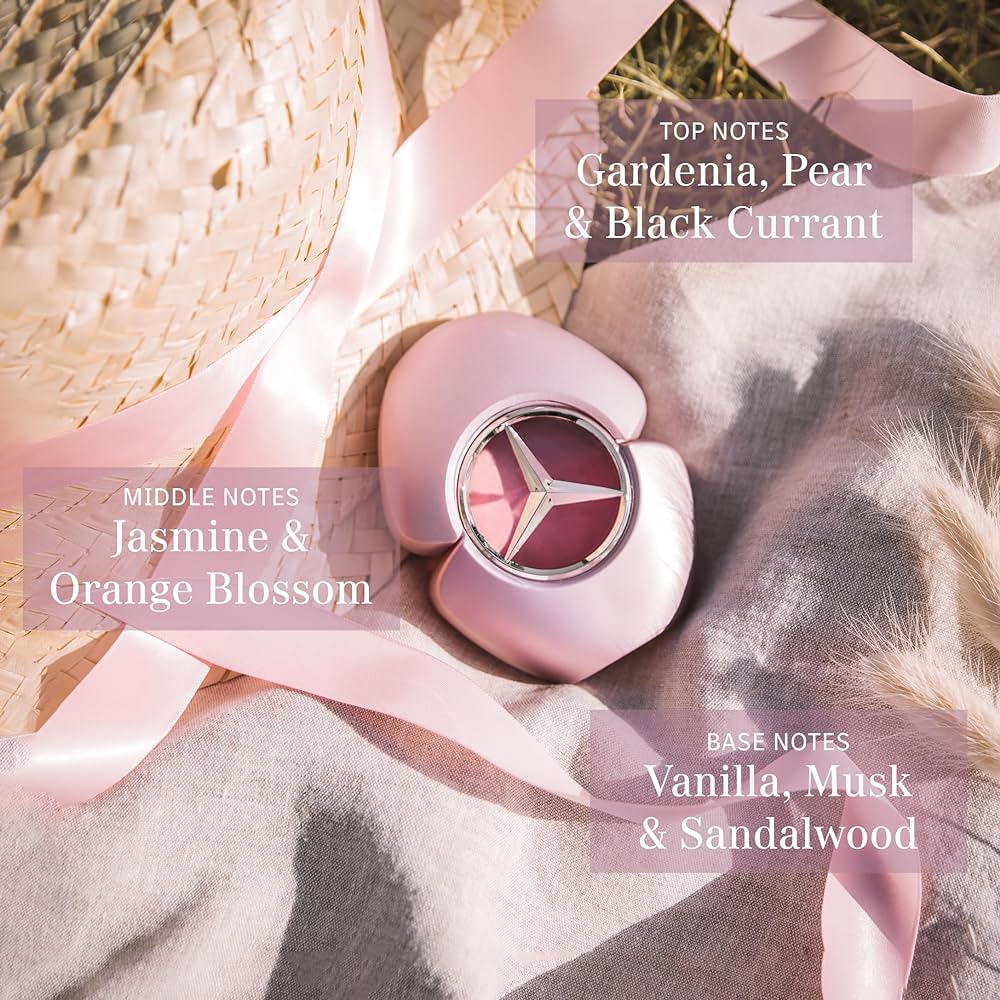 TOP NOTES
Gardenia, Pear
& Black Currant
MIDDLE NOTES
Jasmine &
Orange Blossom
BASE NOTES
Vanilla, Musk
& Sandalwood